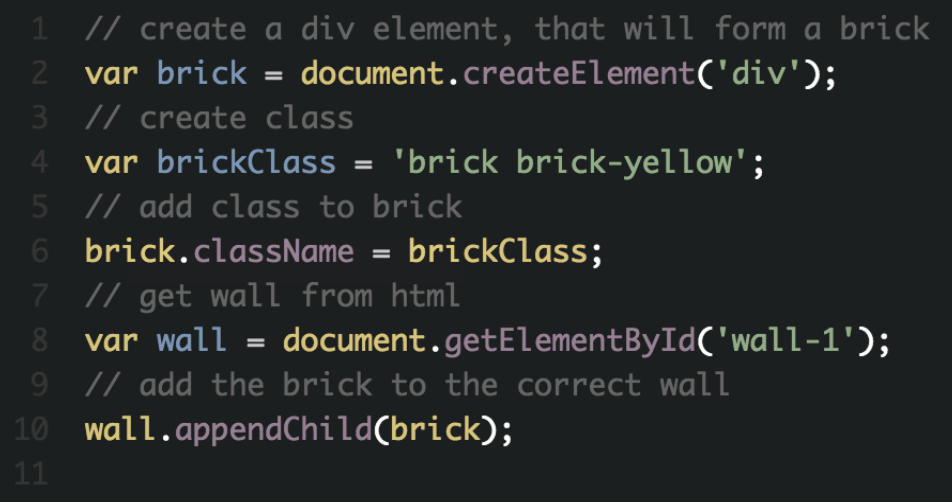 1 // create a div element, that will form a brick
2 var brick = document.createElement('div');
3 // create class
4 var brickClass = 'brick brick-yellow';
5 // add class to brick
6 brick.className = brickClass;
7 // get wall from html
8 var wall = document.getElementById('wall-1');
9 // add the brick to the correct wall
10 wall.appendChild(brick);
11